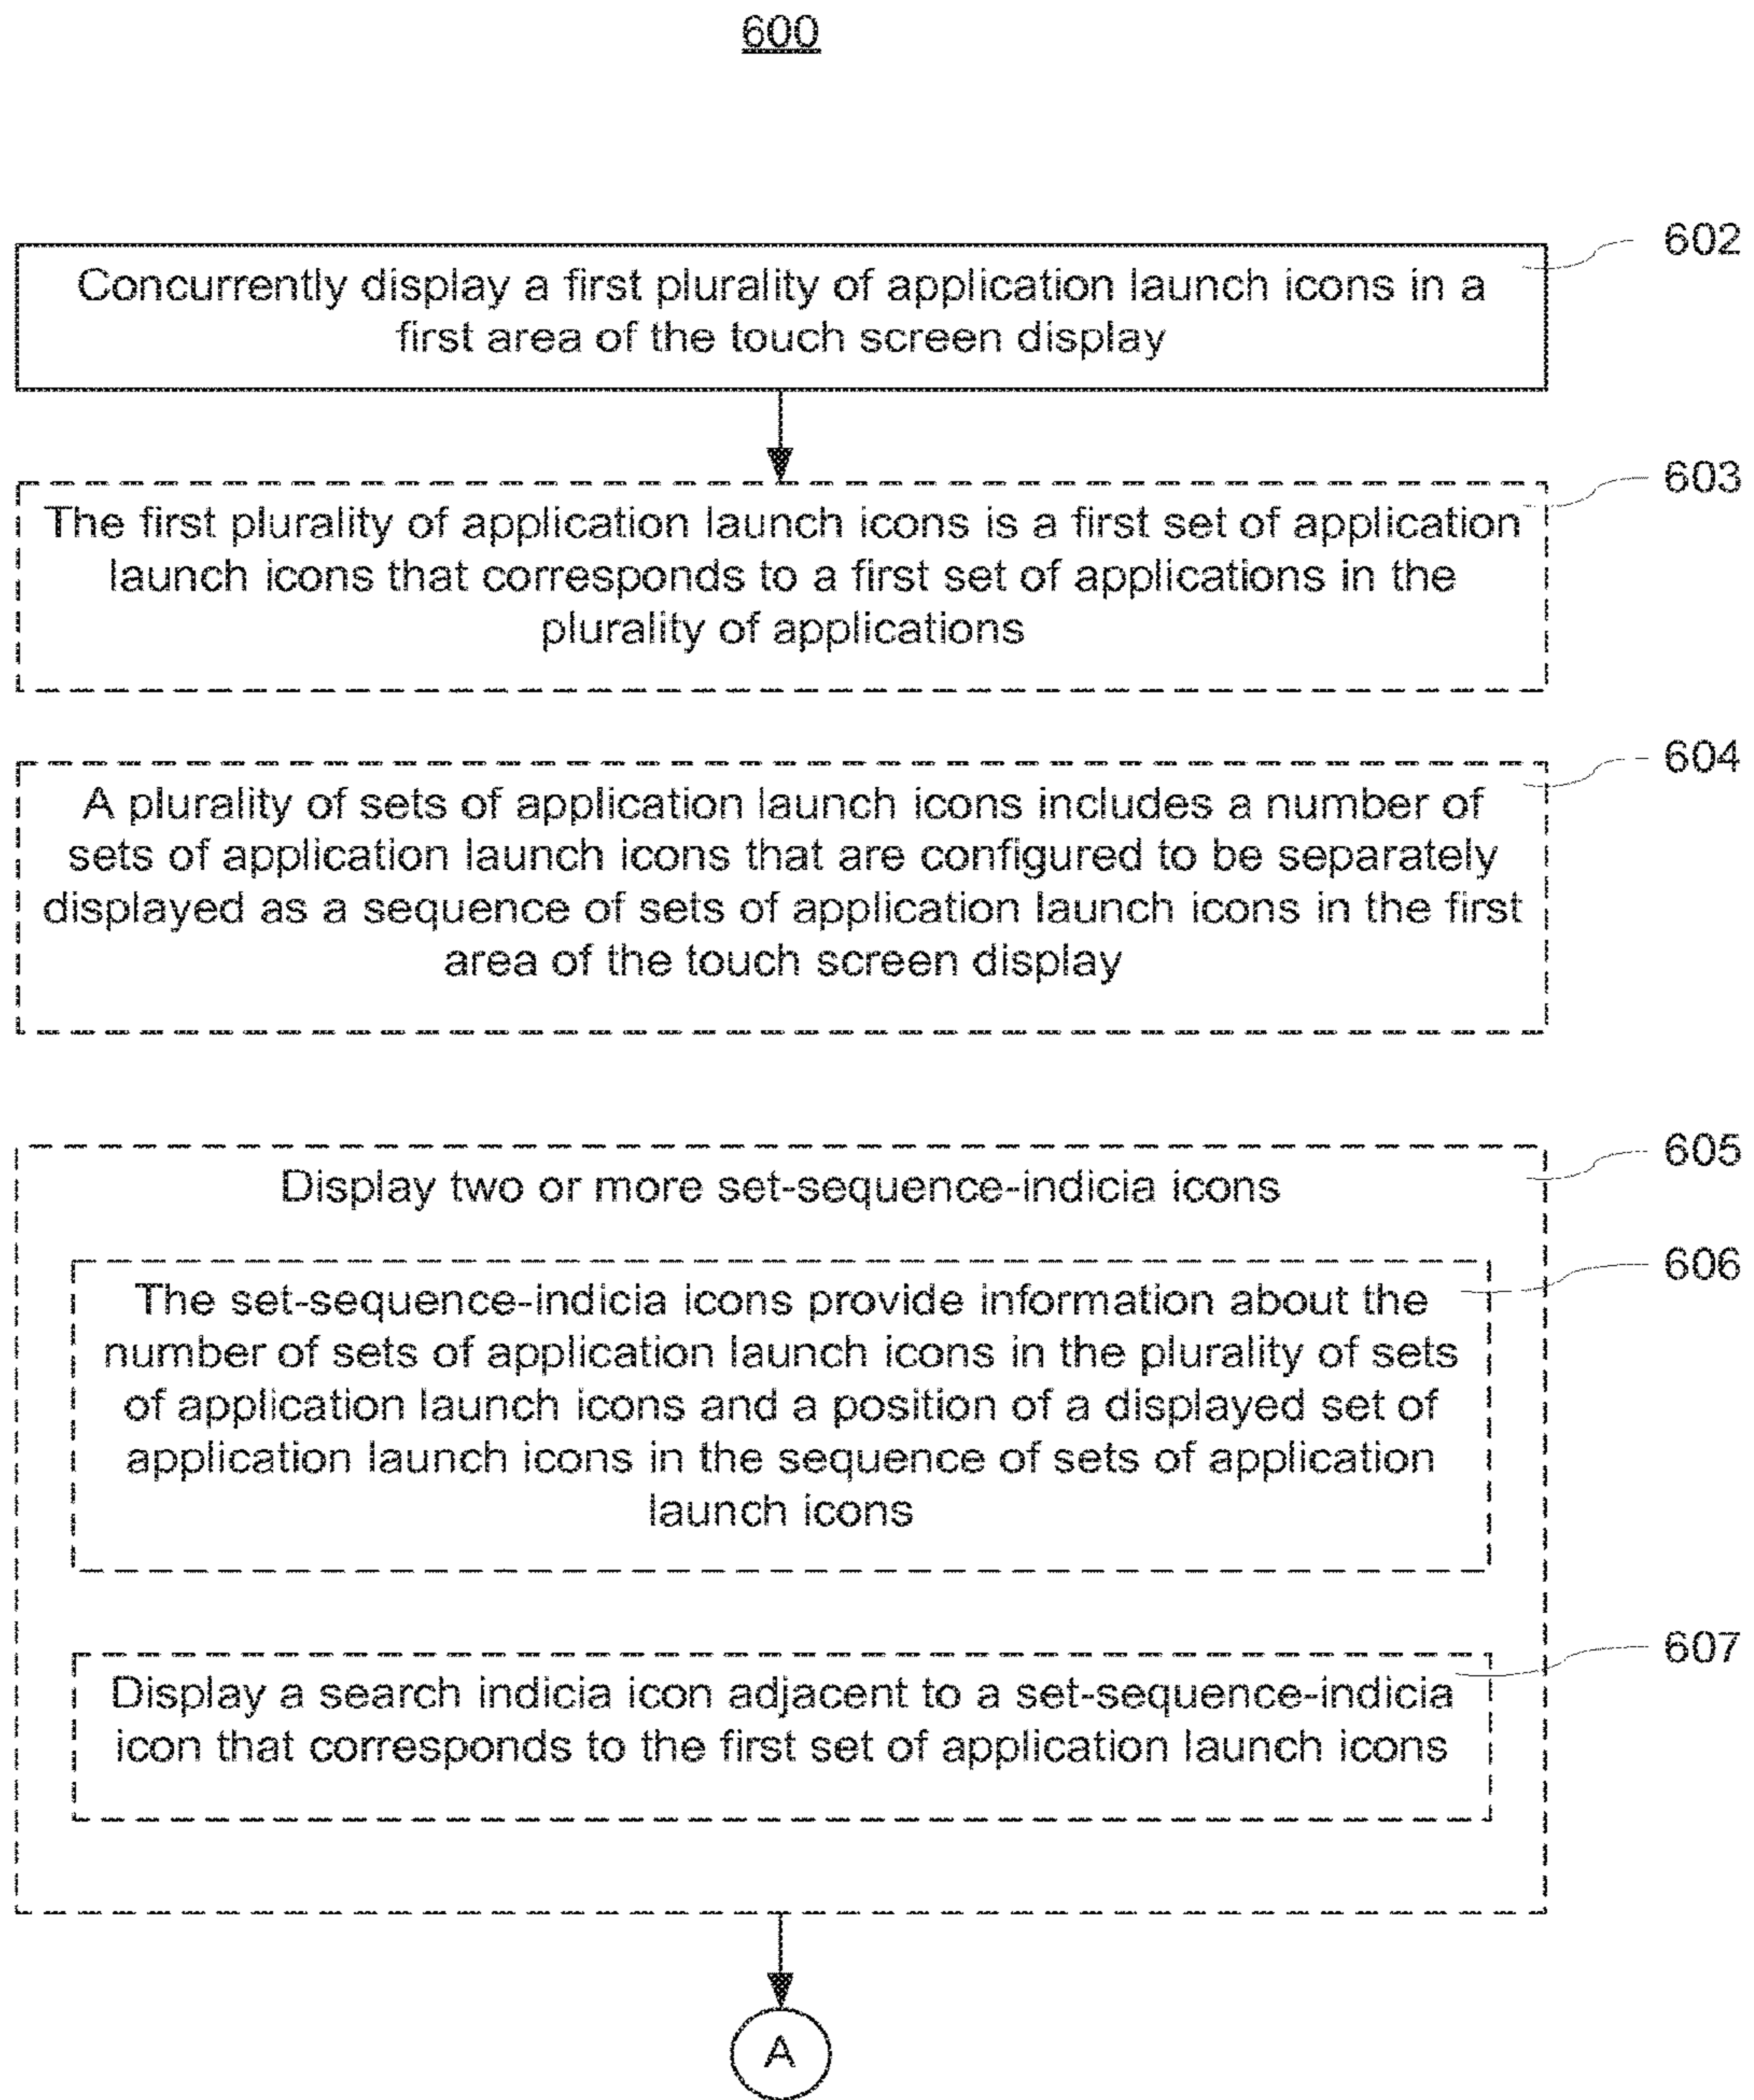 600
602
Concurrently display a first plurality of application launch icons in a
first area of the touch screen display
603
The first plurality of application launch icons is a first set of application
launch icons that corresponds to a first set of applications in the
plurality of applications
604
A plurality of sets of application launch icons includes a number of
sets of application launch icons that are configured to be separately
displayed as a sequence of sets of application launch icons in the first
area of the touch screen display
605
Display two or more set-sequence-indicia icons
606
The set-sequence-indicia icons provide information about the
number of sets of application launch icons in the plurality of sets
of application launch icons and a position of a displayed set of
application launch icons in the sequence of sets of application
launch icons
607
Display a search indicia icon adjacent to a set-sequence-indicia
icon that corresponds to the first set of application launch icons
A